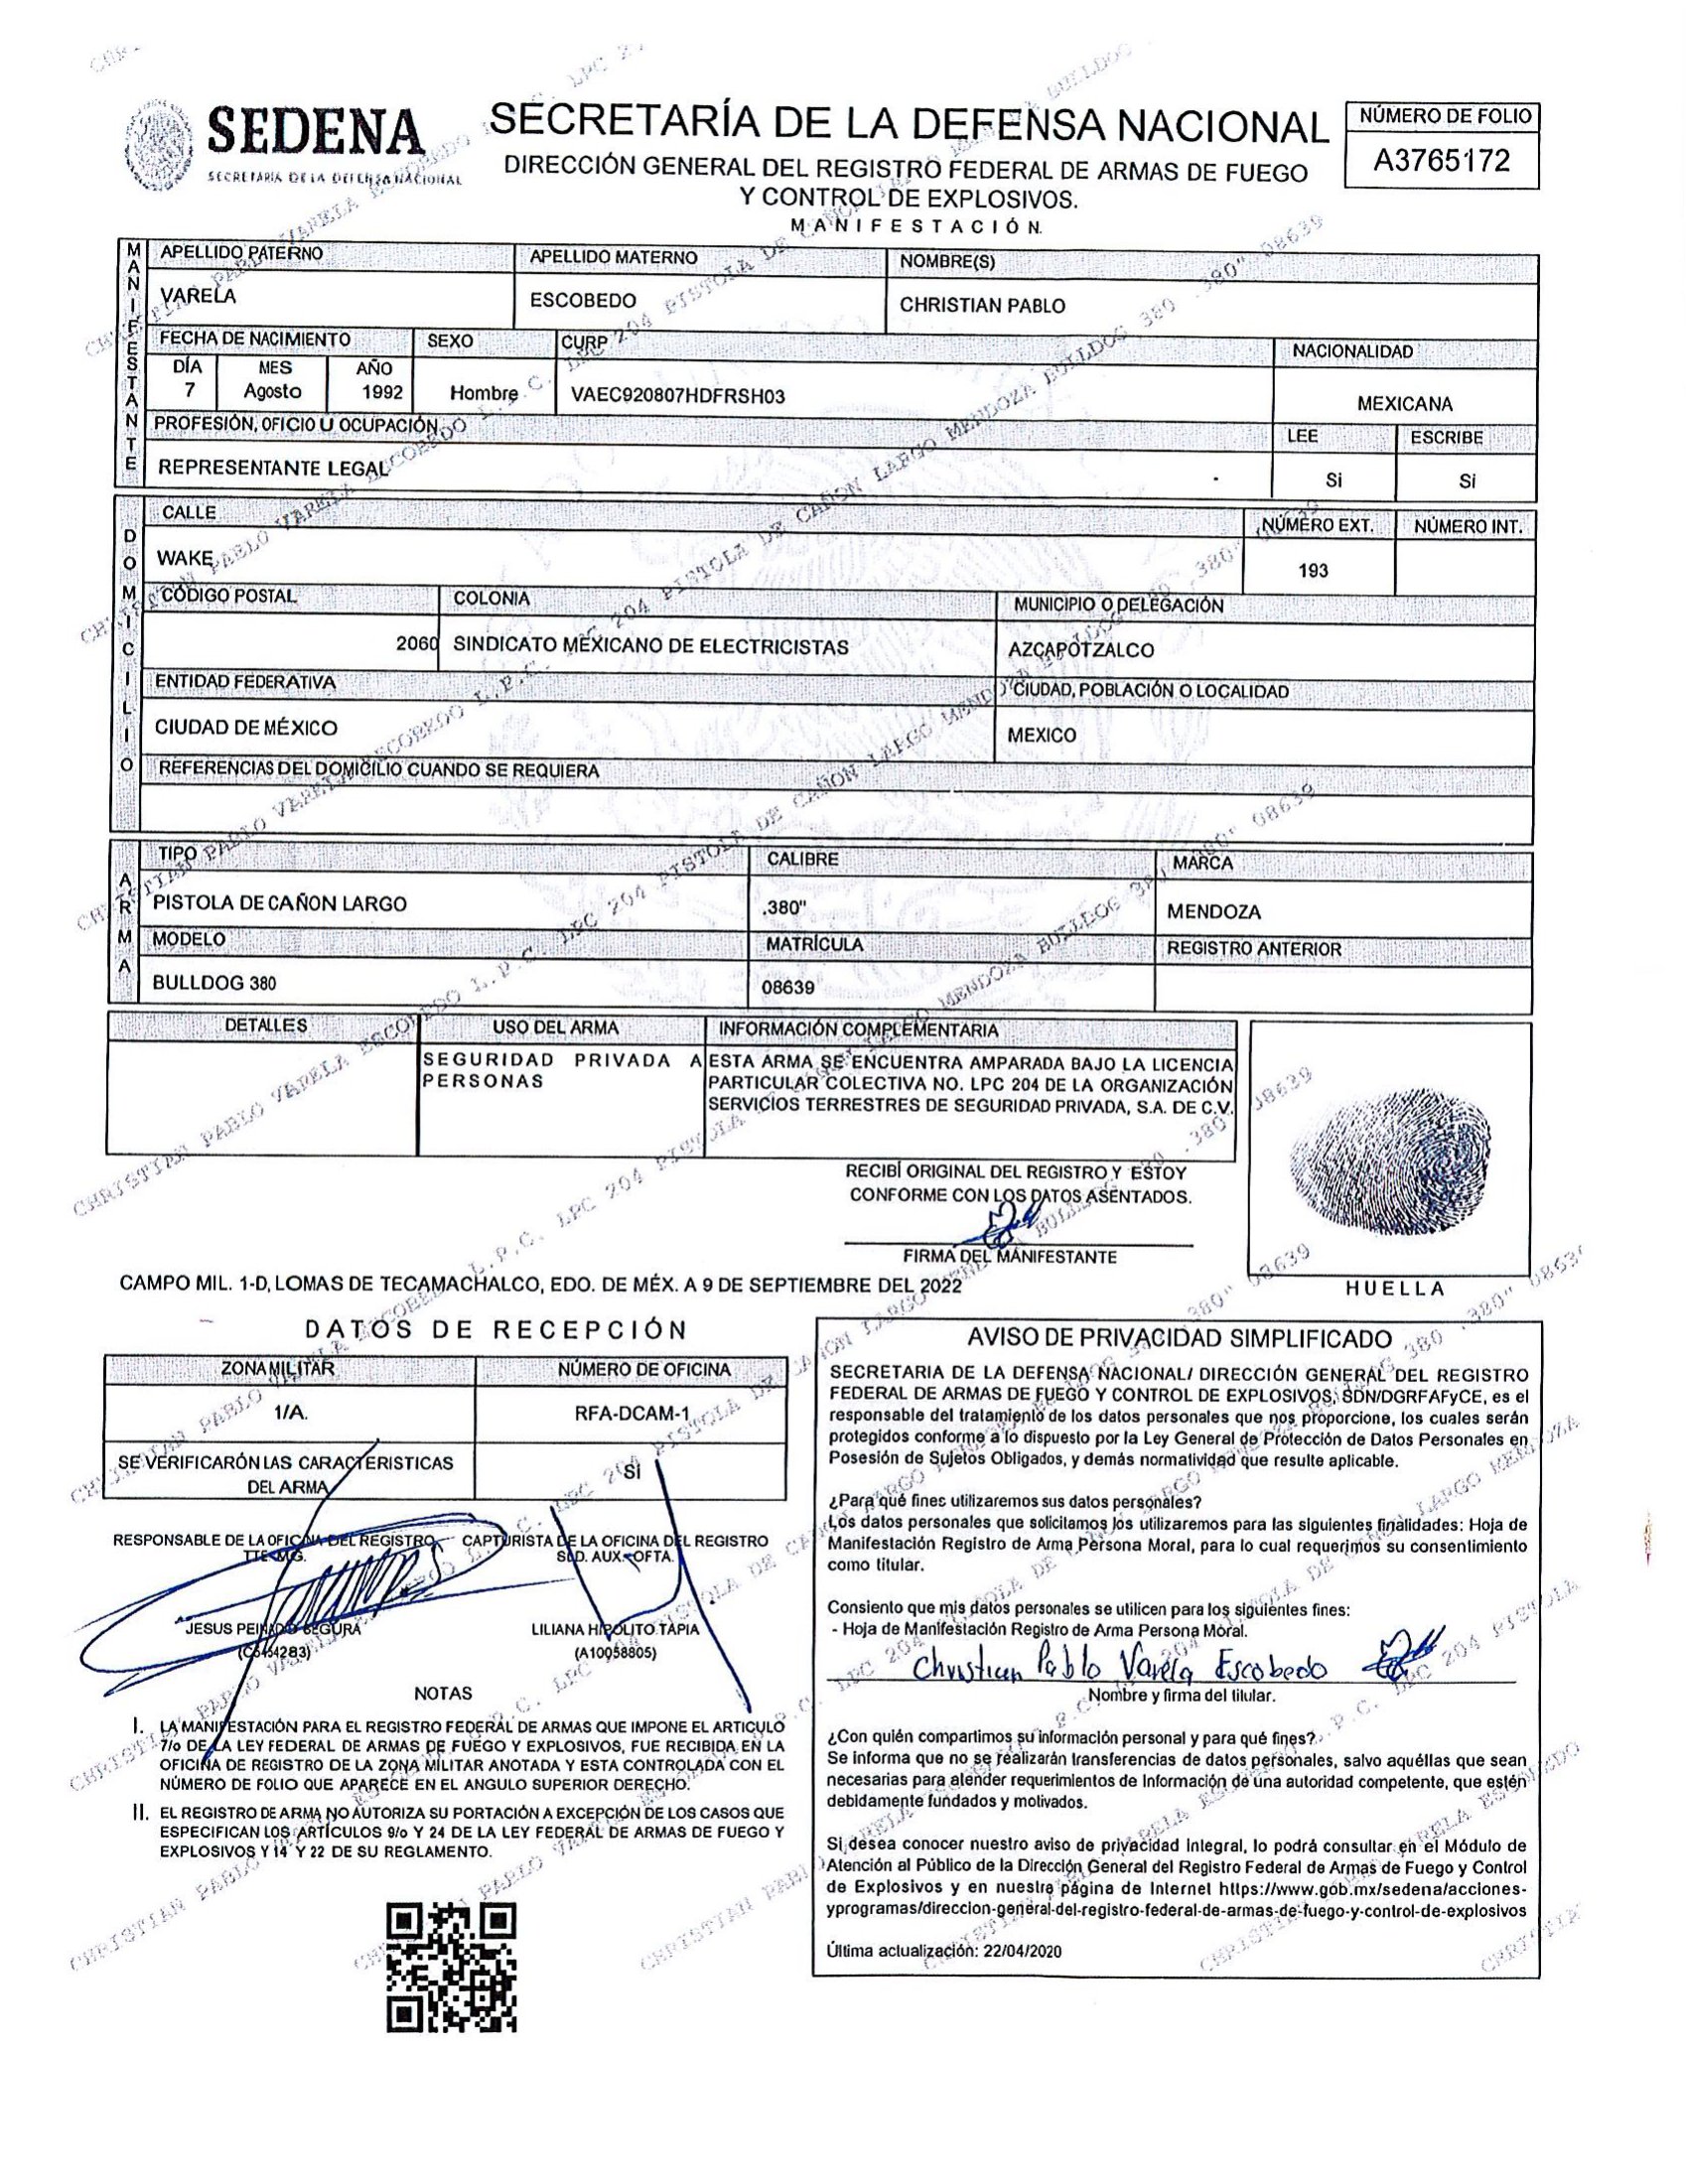 SEDENA
SECRETARÍA DE LA DEFENSA NACIONAL
SECRETARÍA DE LA DEFENSA NACIONAL
DIRECCIÓN GENERAL DEL REGISTRO FEDERAL DE ARMAS DE FUEGO
Y CONTROL DE EXPLOSIVOS.
MANIFESTACIÓN.
NÚMERO DE FOLIO
A3765172
MANIFESTANTE
APELLIDO PATERNO APELLIDO MATERNO NOMBRE(S)
VARELA ESCOBEDO CHRISTIAN PABLO
FECHA DE NACIMIENTO SEXO CURP NACIONALIDAD
DÍA MES AÑO
7 Agosto 1992 Hombre VAEC920807HDFRSH03 MEXICANA
PROFESIÓN, OFICIO U OCUPACIÓN LEE ESCRIBE
REPRESENTANTE LEGAL Si Si
DOMICILIO
CALLE NÚMERO EXT. NÚMERO INT.
WAKE 193
CÓDIGO POSTAL COLONIA MUNICIPIO O DELEGACIÓN
2060 SINDICATO MEXICANO DE ELECTRICISTAS AZCAPOTZALCO
ENTIDAD FEDERATIVA CIUDAD, POBLACIÓN O LOCALIDAD
CIUDAD DE MÉXICO MEXICO
REFERENCIAS DEL DOMICILIO CUANDO SE REQUIERA
ARMA
TIPO CALIBRE MARCA
PISTOLA DE CAÑON LARGO .380" MENDOZA
MODELO MATRÍCULA REGISTRO ANTERIOR
BULLDOG 380 08639
DETALLES USO DEL ARMA INFORMACIÓN COMPLEMENTARIA
SEGURIDAD PRIVADA A PERSONAS
ESTA ARMA SE ENCUENTRA AMPARADA BAJO LA LICENCIA
PARTICULAR COLECTIVA NO. LPC 204 DE LA ORGANIZACIÓN
SERVICIOS TERRESTRES DE SEGURIDAD PRIVADA, S.A. DE C.V.
RECIBÍ ORIGINAL DEL REGISTRO Y ESTOY
CONFORME CON LOS DATOS ASENTADOS.
FIRMA DEL MANIFESTANTE
HUELLA
CAMPO MIL. 1-D, LOMAS DE TECAMACHALCO, EDO. DE MÉX. A 9 DE SEPTIEMBRE DEL 2022
DATOS DE RECEPCIÓN
ZONA MILITAR NÚMERO DE OFICINA
1/A. RFA-DCAM-1
SE VERIFICARÓN LAS CARACTERISTICAS
DEL ARMA
SI
RESPONSABLE DE LA OFICINA DEL REGISTRO
TTE. M.G.
JESUS PEINADO SEGURA
CAPTURISTA DE LA OFICINA DEL REGISTRO
SLD. AUX. OFTA.
LILIANA HIPOLITO TAPIA
(A10058805)
NOTAS
I. LA MANIFESTACIÓN PARA EL REGISTRO FEDERAL DE ARMAS QUE IMPONE EL ARTICULO
7/o DE LA LEY FEDERAL DE ARMAS DE FUEGO Y EXPLOSIVOS, FUE RECIBIDA EN LA
OFICINA DE REGISTRO DE LA ZONA MILITAR ANOTADA Y ESTA CONTROLADA CON EL
NÚMERO DE FOLIO QUE APARECE EN EL ANGULO SUPERIOR DERECHO.
II. EL REGISTRO DE ARMA NO AUTORIZA SU PORTACIÓN A EXCEPCIÓN DE LOS CASOS QUE
ESPECIFICAN LOS ARTÍCULOS 9/o Y 24 DE LA LEY FEDERAL DE ARMAS DE FUEGO Y
EXPLOSIVOS Y 14 Y 22 DE SU REGLAMENTO.
AVISO DE PRIVACIDAD SIMPLIFICADO
SECRETARIA DE LA DEFENSA NACIONAL/ DIRECCIÓN GENERAL DEL REGISTRO
FEDERAL DE ARMAS DE FUEGO Y CONTROL DE EXPLOSIVOS, SDN/DGRFAFyCE, es el
responsable del tratamiento de los datos personales que nos proporcione, los cuales serán
protegidos conforme a lo dispuesto por la Ley General de Protección de Datos Personales en
Posesión de Sujetos Obligados, y demás normatividad que resulte aplicable.
¿Para qué fines utilizaremos sus datos personales?
Los datos personales que solicitamos los utilizaremos para las siguientes finalidades: Hoja de
Manifestación Registro de Arma Persona Moral, para lo cual requerimos su consentimiento
como titular.
Consiento que mis datos personales se utilicen para los siguientes fines:
- Hoja de Manifestación Registro de Arma Persona Moral.
Christian Pablo Varela Escobedo
Nombre y firma del titular.
¿Con quién compartimos su información personal y para qué fines?
Se informa que no se realizarán transferencias de datos personales, salvo aquéllas que sean
necesarias para atender requerimientos de Información de una autoridad competente, que estén
debidamente fundados y motivados.
Si desea conocer nuestro aviso de privacidad integral, lo podrá consultar en el Módulo de
Atención al Público de la Dirección General del Registro Federal de Armas de Fuego y Control
de Explosivos y en nuestra página de Internet https://www.gob.mx/sedena/acciones-
yprogramas/direccion-general-del-registro-federal-de-armas-de-fuego-y-control-de-explosivos
Última actualización: 22/04/2020